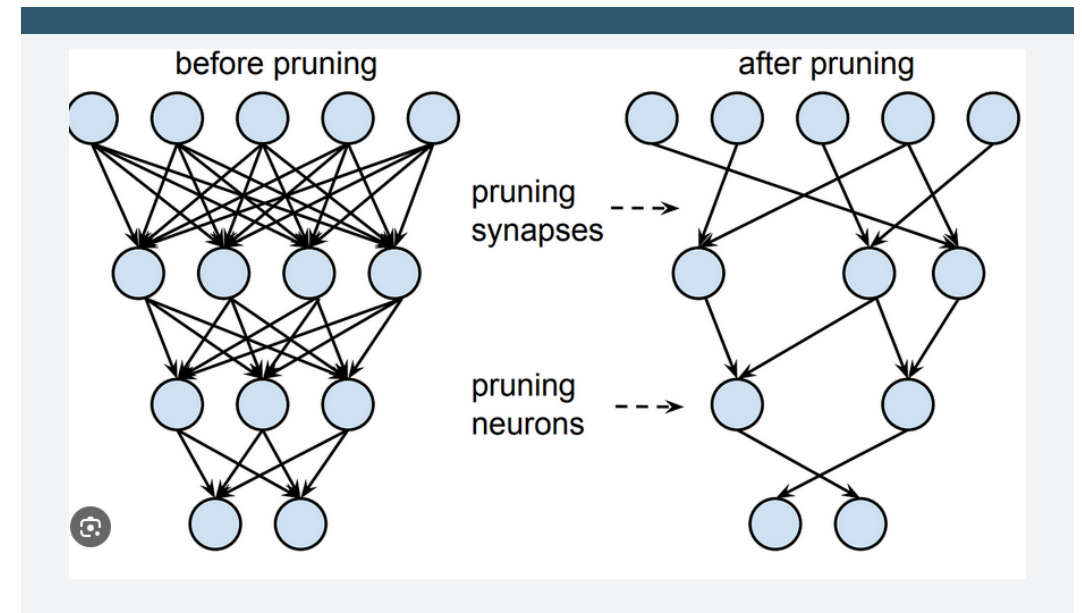 before pruning
after pruning
pruning
synapses
pruning
neurons